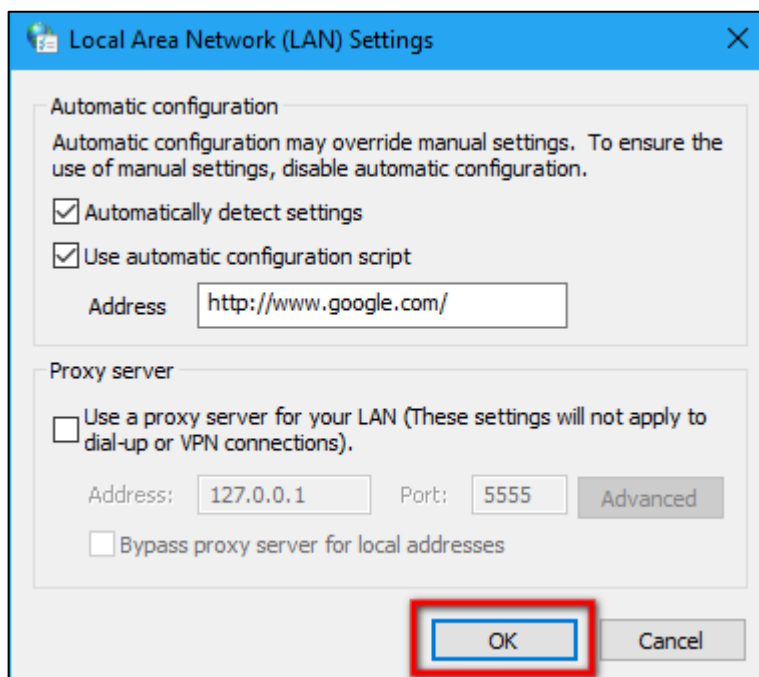 Local Area Network (LAN) Settings
Automatic configuration
Automatic configuration may override manual settings. To ensure the
use of manual settings, disable automatic configuration.
Automatically detect settings
Use automatic configuration script
Address http://www.google.com/
Proxy server
Use a proxy server for your LAN (These settings will not apply to
dial-up or VPN connections).
Address: 127.0.0.1 Port: 5555 Advanced
Bypass proxy server for local addresses
OK Cancel